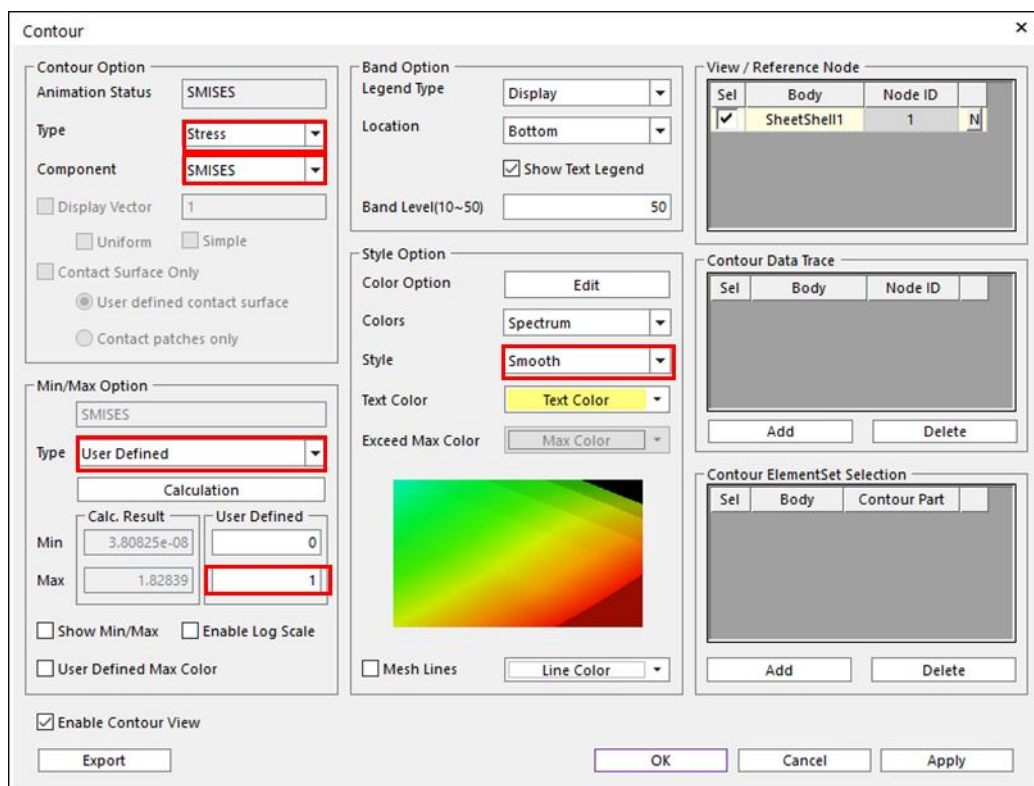 Contour
Contour Option
Animation Status SMISES
Type Stress
Component SMISES
Display Vector 1
Uniform Simple
Contact Surface Only
User defined contact surface
Contact patches only
Min/Max Option
SMISES
Type User Defined
Calculation
Calc. Result User Defined
Min 3.80825e-08 0
Max 1.82839 1
Show Min/Max Enable Log Scale
User Defined Max Color
Enable Contour View
Export
Band Option
Legend Type Display
Location Bottom
Show Text Legend
Band Level(10~50) 50
Style Option
Color Option Edit
Colors Spectrum
Style Smooth
Text Color Text Color
Exceed Max Color Max Color
Mesh Lines Line Color
View / Reference Node
Sel Body Node ID
SheetShell1 1 N
Contour Data Trace
Sel Body Node ID
Add Delete
Contour ElementSet Selection
Sel Body Contour Part
Add Delete
OK Cancel Apply